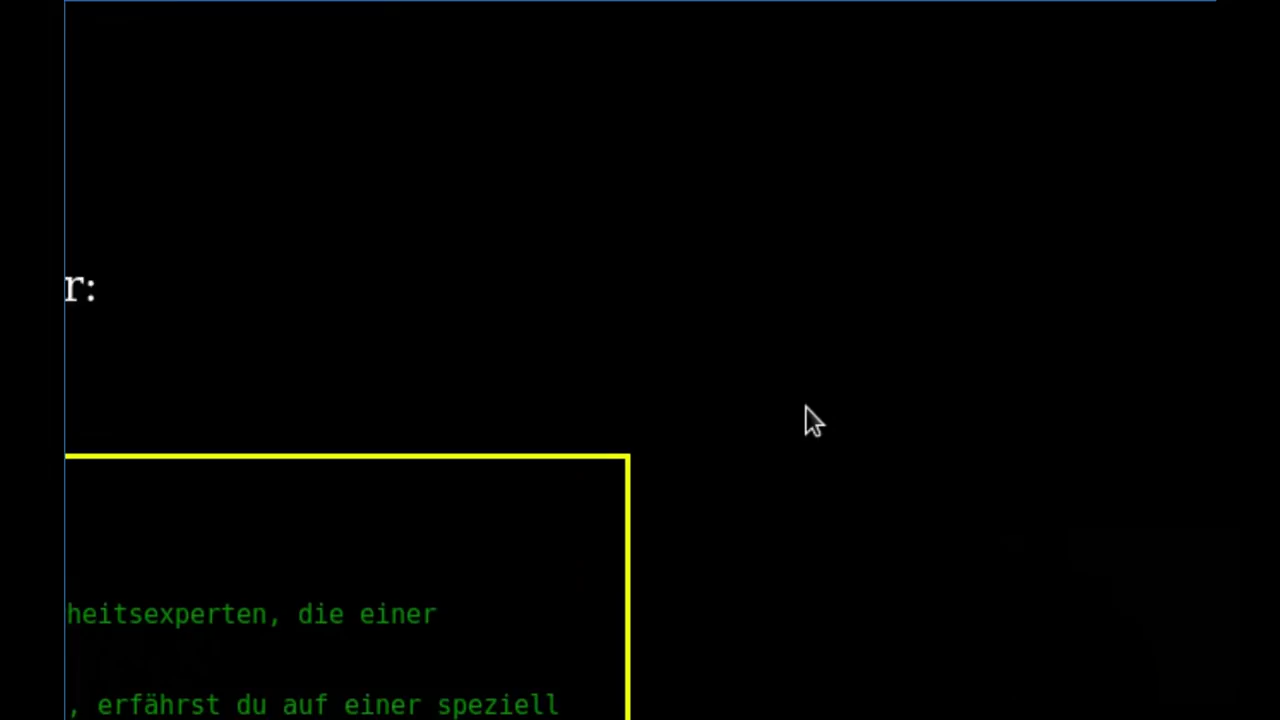 r:
heitsexperten, die einer
, erfährst du auf einer speziell